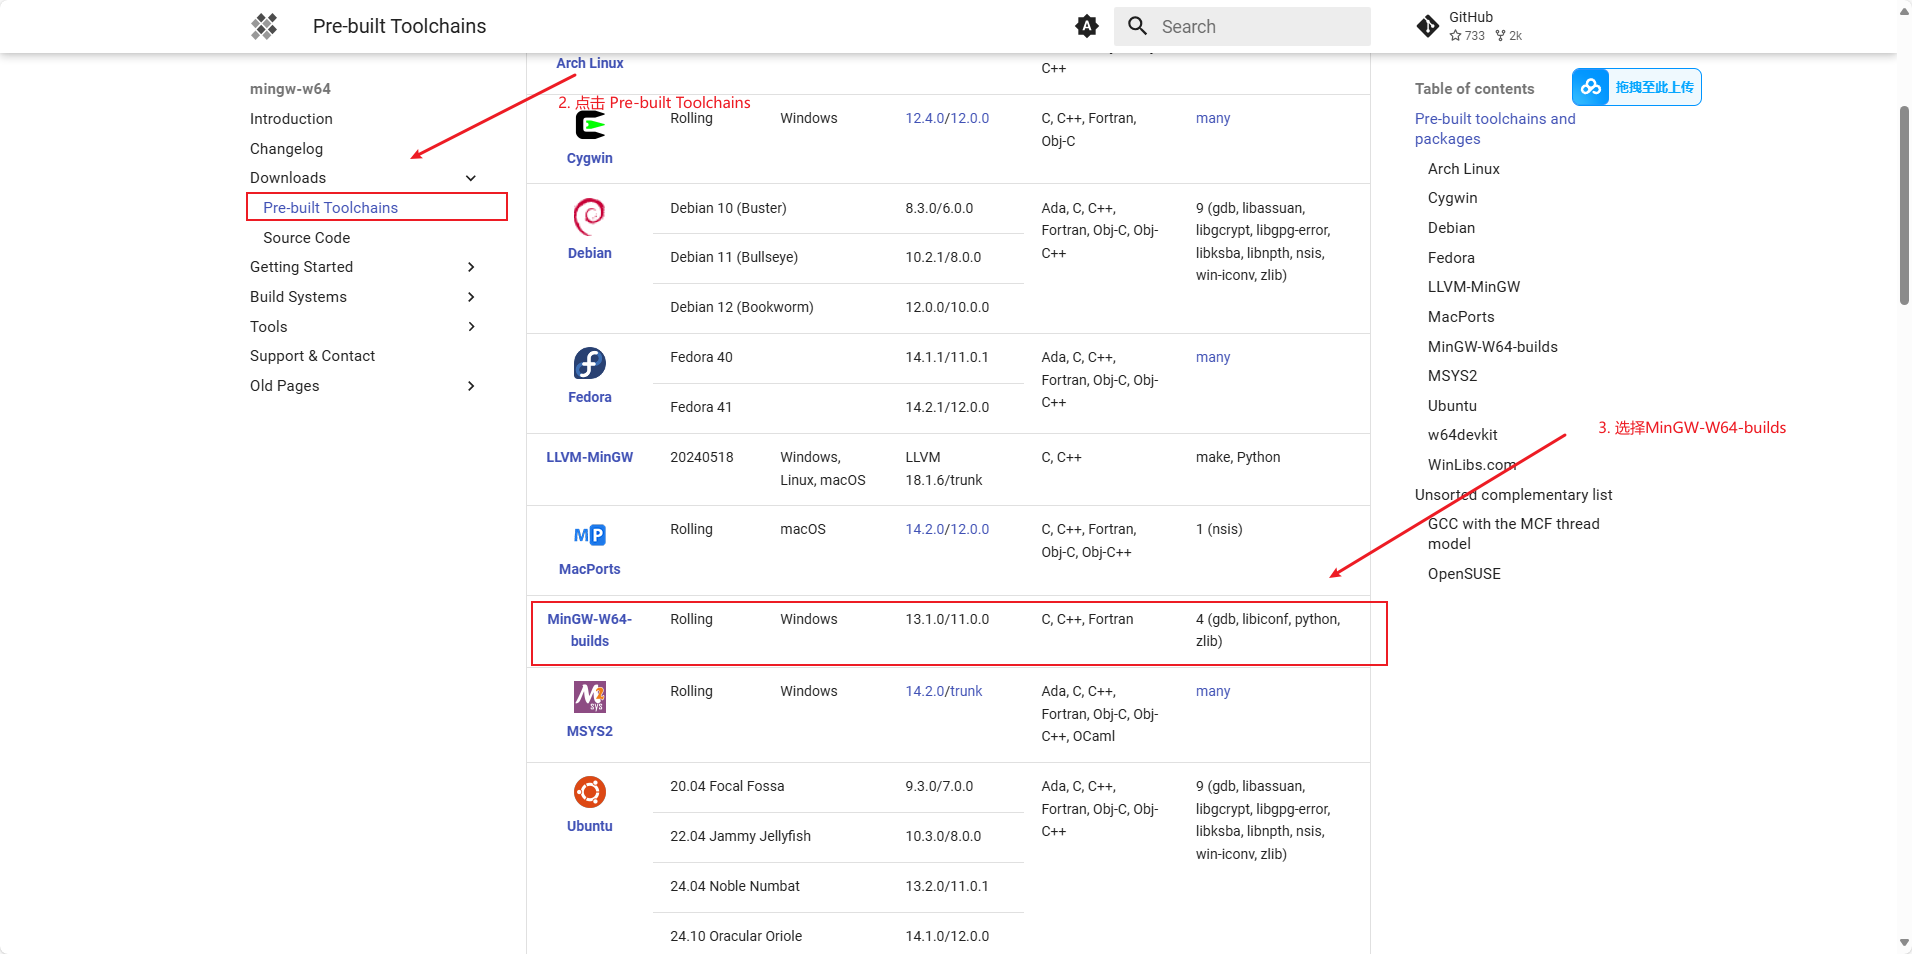 Pre-built Toolchains
Search
GitHub
733 2k
mingw-w64
Introduction
Changelog
Downloads
Pre-built Toolchains
Source Code
Getting Started
Build Systems
Tools
Support & Contact
Old Pages
2. 点击 Pre-built Toolchains
Arch Linux
C++
Cygwin
Rolling
Windows
12.4.0/12.0.0
C, C++, Fortran,
Obj-C
many
Debian
Debian 10 (Buster)
8.3.0/6.0.0
Debian 11 (Bullseye)
10.2.1/8.0.0
Debian 12 (Bookworm)
12.0.0/10.0.0
Ada, C, C++,
Fortran, Obj-C, Obj-
C++
9 (gdb, libassuan,
libgcrypt, libgpg-error,
libksba, libnpth, nsis,
win-iconv, zlib)
Fedora
Fedora 40
14.1.1/11.0.1
Fedora 41
14.2.1/12.0.0
Ada, C, C++,
Fortran, Obj-C, Obj-
C++
many
LLVM-MinGW
20240518
Windows,
Linux, macOS
LLVM
18.1.6/trunk
C, C++
make, Python
MP
MacPorts
Rolling
macOS
14.2.0/12.0.0
C, C++, Fortran,
Obj-C, Obj-C++
1 (nsis)
MinGW-W64-
builds
Rolling
Windows
13.1.0/11.0.0
C, C++, Fortran
4 (gdb, libiconf, python,
zlib)
M2
sys
MSYS2
Rolling
Windows
14.2.0/trunk
Ada, C, C++,
Fortran, Obj-C, Obj-
C++, OCaml
many
Ubuntu
20.04 Focal Fossa
9.3.0/7.0.0
22.04 Jammy Jellyfish
10.3.0/8.0.0
24.04 Noble Numbat
13.2.0/11.0.1
24.10 Oracular Oriole
14.1.0/12.0.0
Ada, C, C++,
Fortran, Obj-C, Obj-
C++
9 (gdb, libassuan,
libgcrypt, libgpg-error,
libksba, libnpth, nsis,
win-iconv, zlib)
Table of contents
拖拽至此上传
Pre-built toolchains and
packages
Arch Linux
Cygwin
Debian
Fedora
LLVM-MinGW
MacPorts
MinGW-W64-builds
MSYS2
Ubuntu
w64devkit
WinLibs.com
Unsorted complementary list
GCC with the MCF thread
model
OpenSUSE
3. 选择MinGW-W64-builds